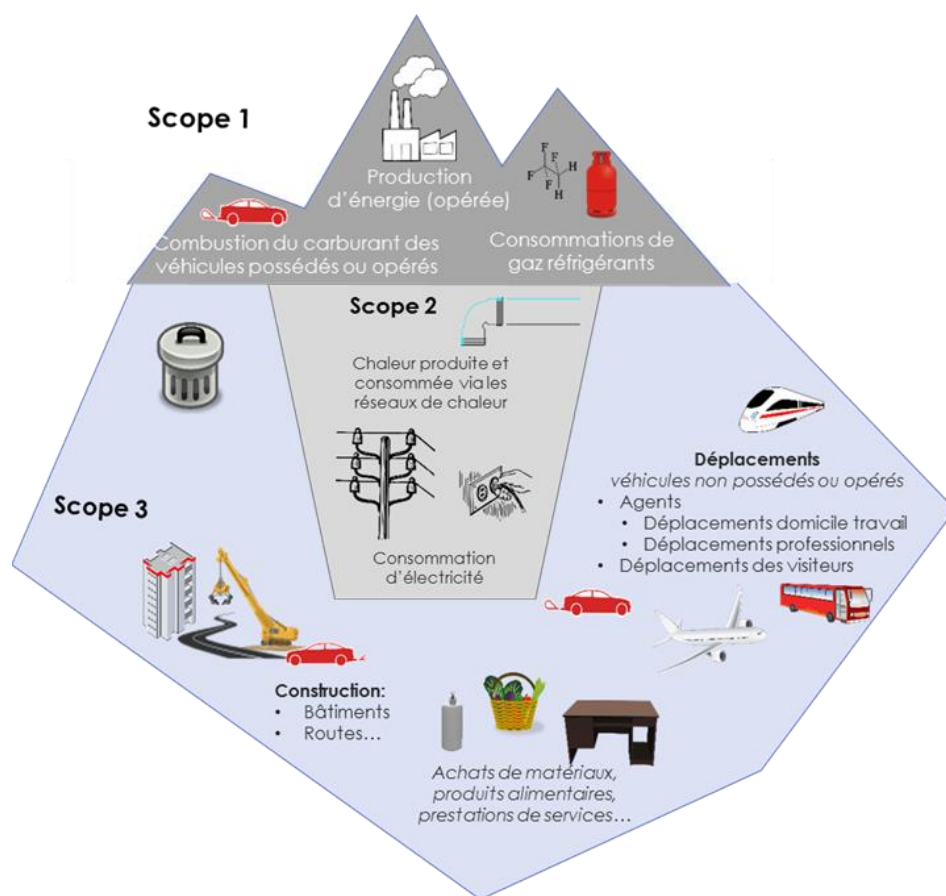 Scope 1
Production
d'énergie (opérée)
F
F
F
F
H
H
Combustion du carburant des
véhicules possédés ou opérés
Consommations de
gaz réfrigérants
Scope 2
Chaleur produite et
consommée via les
réseaux de chaleur
Consommation
d'électricité
Scope 3
Déplacements
véhicules non possédés ou opérés
• Agents
• Déplacements domicile travail
• Déplacements professionnels
• Déplacements des visiteurs
Construction:
• Bâtiments
• Routes...
Achats de matériaux,
produits alimentaires,
prestations de services...